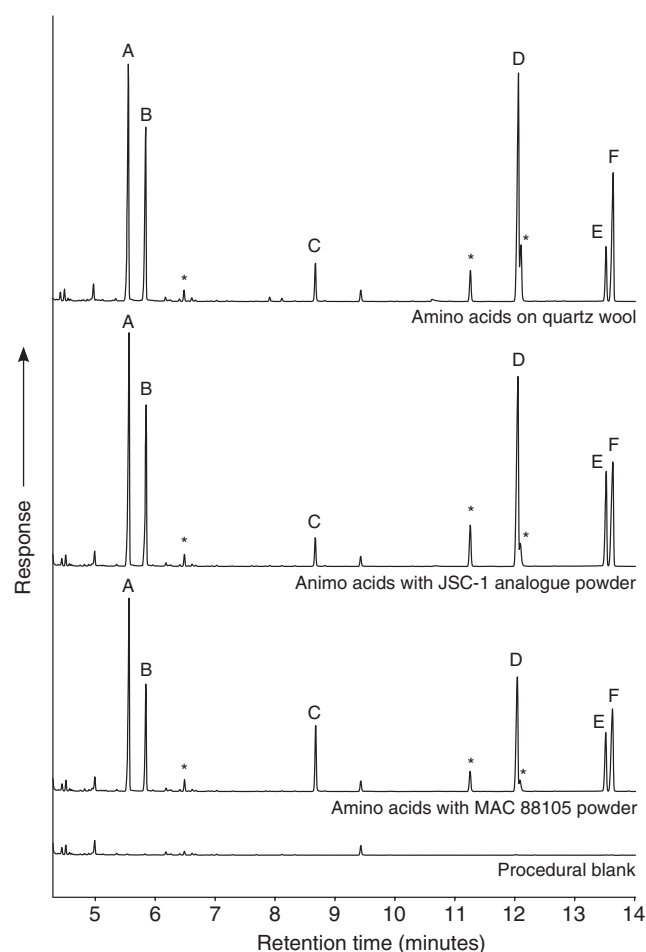 A
D
B
F
E
C
*
*
*
Amino acids on quartz wool
A
D
B
F
E
*
*
C
*
Animo acids with JSC-1 analogue powder
A
D
B
F
C
E
*
*
*
Amino acids with MAC 88105 powder
Procedural blank
Response
5 6 7 8 9 10 11 12 13 14
Retention time (minutes)